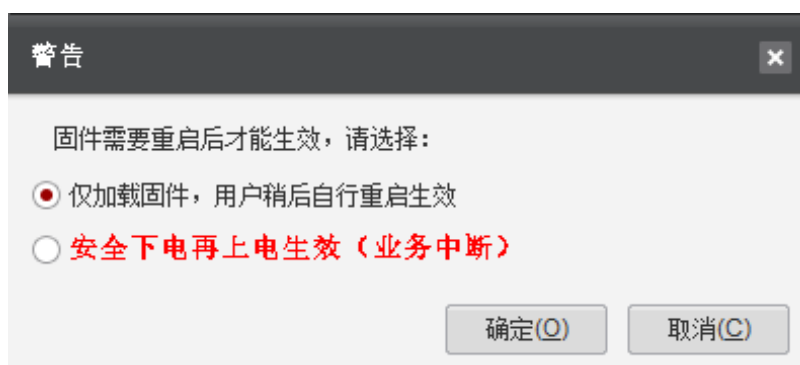 警告
固件需要重启后才能生效，请选择：
仅加载固件，用户稍后自行重启生效
安全下电再上电生效（业务中断）
确定(O) 取消(C)